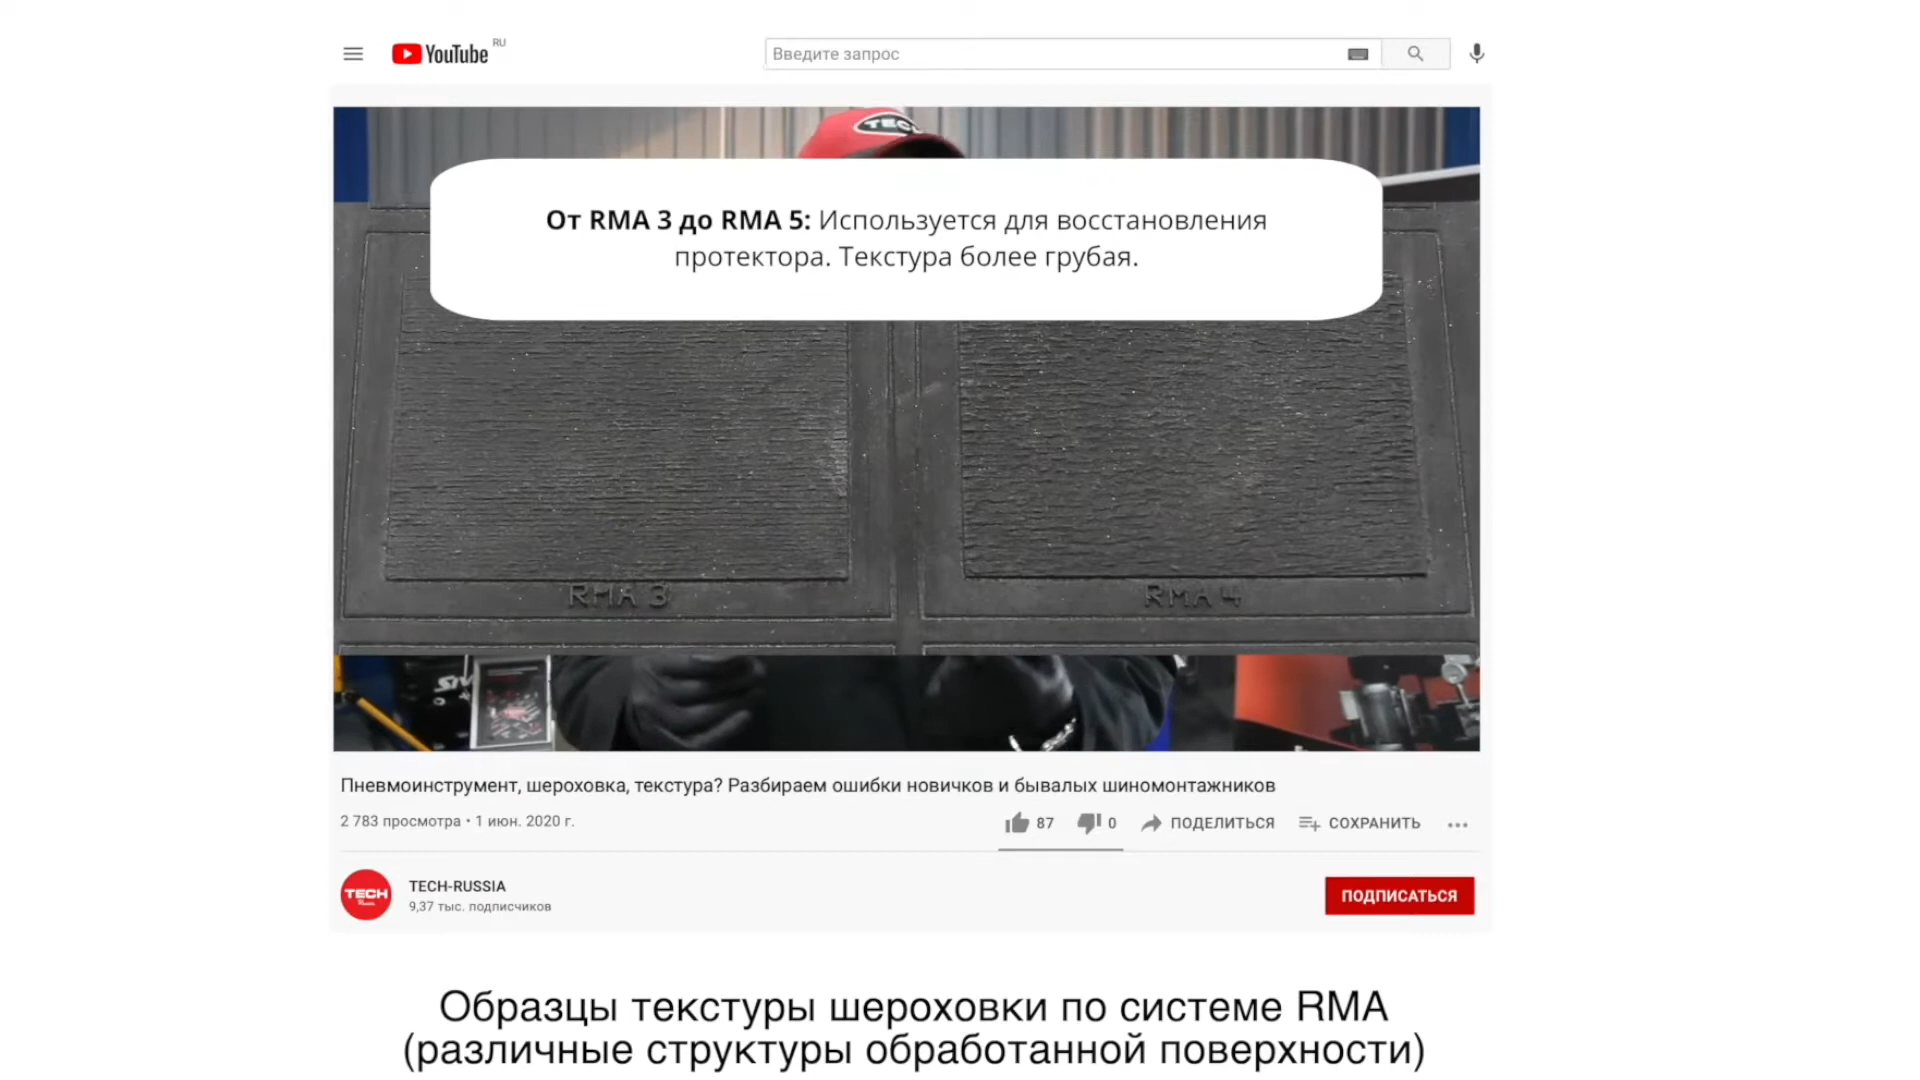 YouTube RU
Введите запрос
TECH
От RMA 3 до RMA 5: Используется для восстановления
протектора. Текстура более грубая.
RMA 3
RMA 4
Пневмоинструмент, шероховка, текстура? Разбираем ошибки новичков и бывалых шиномонтажников
2 783 просмотра • 1 июн. 2020 г.
87 0 ПОДЕЛИТЬСЯ СОХРАНИТЬ
TECH
Russia
TECH-RUSSIA
9,37 тыс. подписчиков
ПОДПИСАТЬСЯ
Образцы текстуры шероховки по системе RMA
(различные структуры обработанной поверхности)